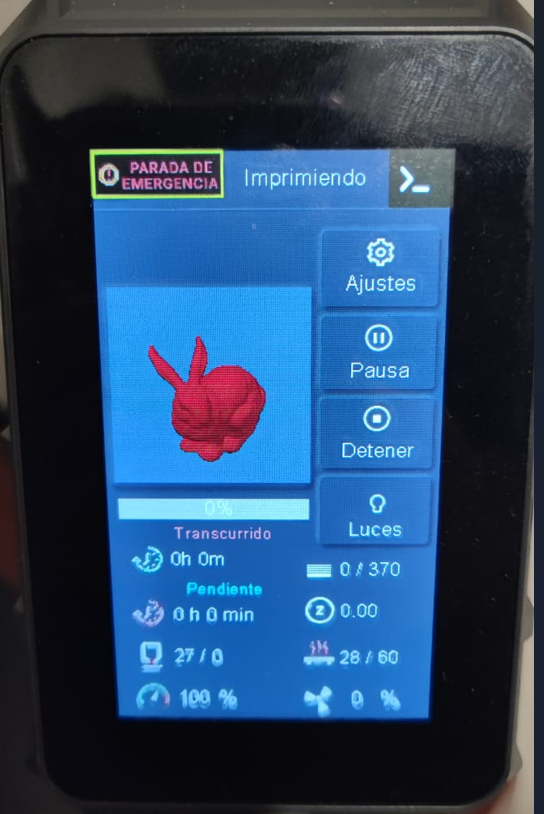 PARADA DE
EMERGENCIA
Imprimiendo
Ajustes
Pausa
Detener
Luces
0%
Transcurrido
0h 0m
0 / 370
Pendiente
0 h 0 min
Z
0.00
27 / 0
28 / 60
100 %
0 %